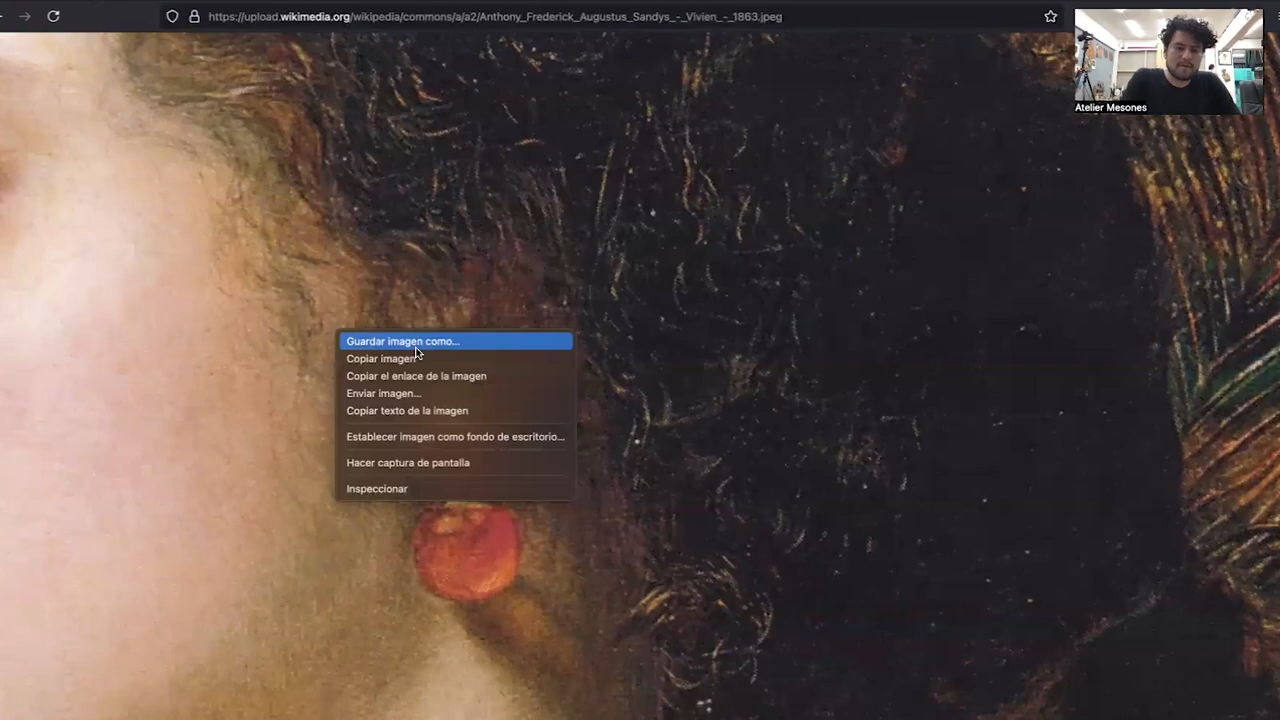 https://upload.wikimedia.org/wikipedia/commons/a/a2/Anthony_Frederick_Augustus_Sandys_-_Vivien_-_1863.jpeg
Atelier Mesones
Guardar imagen como...
Copiar imagen
Copiar el enlace de la imagen
Enviar imagen...
Copiar texto de la imagen
Establecer imagen como fondo de escritorio...
Hacer captura de pantalla
Inspeccionar